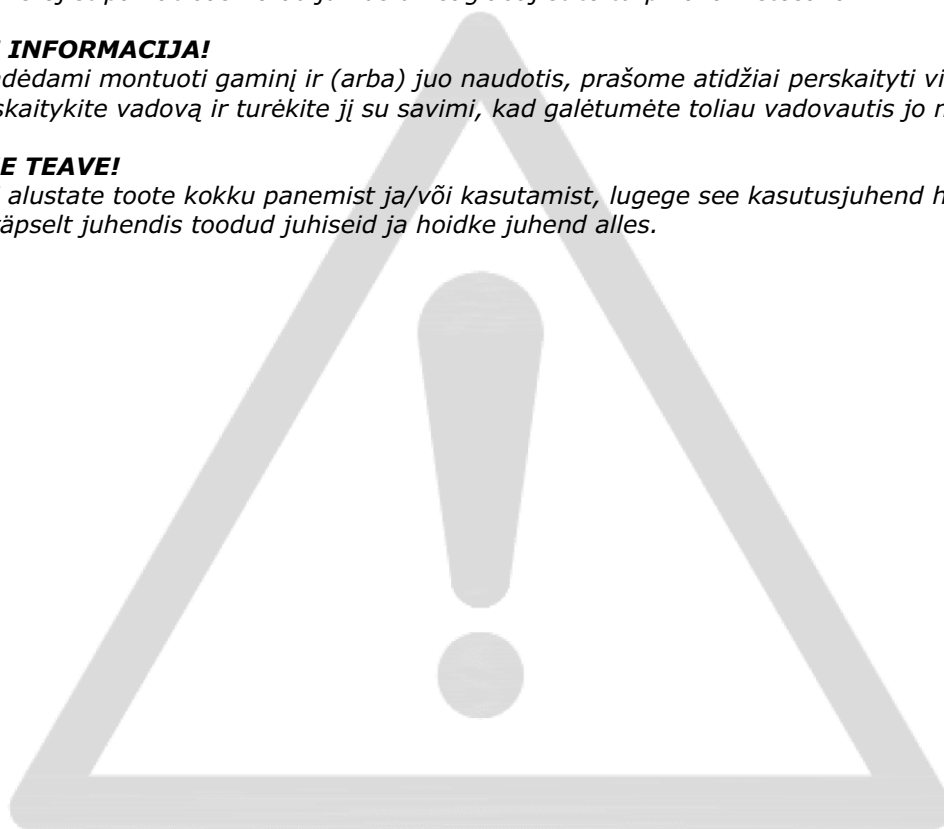 INFORMACIJA!
dėdami montuoti gaminį ir (arba) juo naudotis, prašome atidžiai perskaityti vi
skaitykite vadovą ir turėkite jį su savimi, kad galėtumėte toliau vadovautis jo n
E TEAVE!
alustate toote kokku panemist ja/või kasutamist, lugege see kasutusjuhend h
äpselt juhendis toodud juhiseid ja hoidke juhend alles.